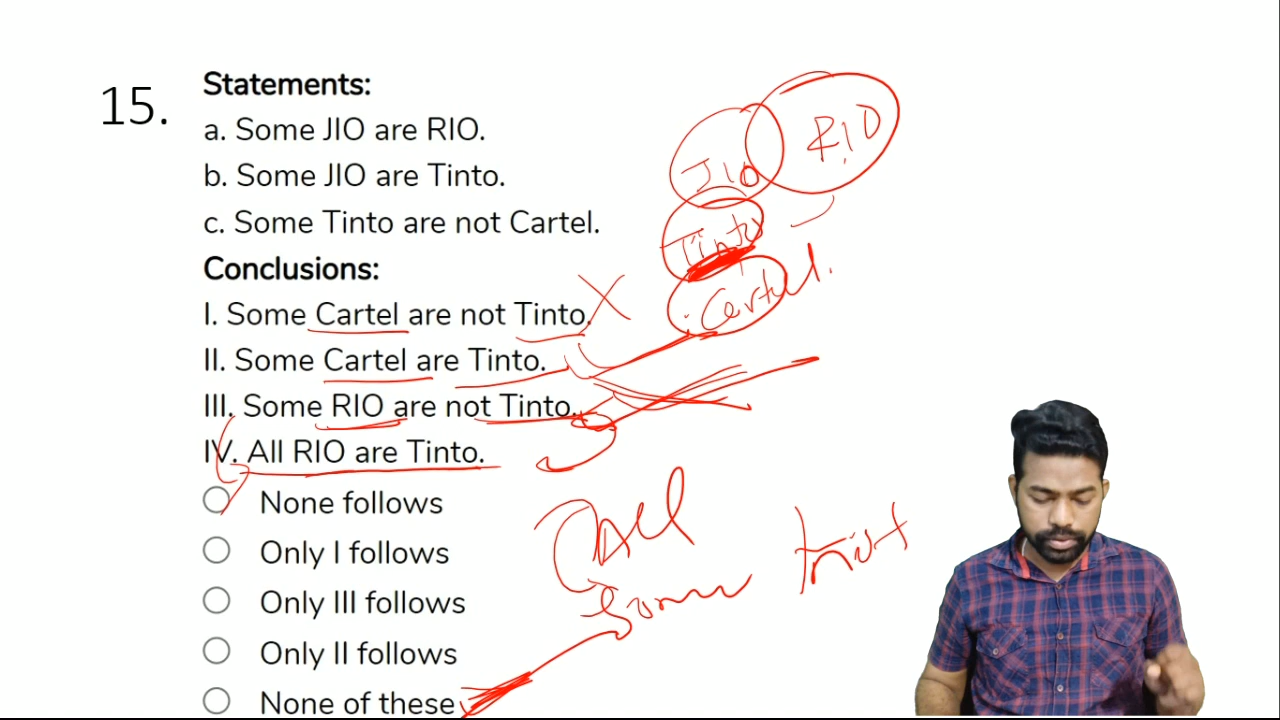 15.
Statements:
a. Some JIO are RIO.
b. Some JIO are Tinto.
c. Some Tinto are not Cartel.
Conclusions:
I. Some Cartel are not Tinto.
II. Some Cartel are Tinto.
III. Some RIO are not Tinto.
IV. All RIO are Tinto.
None follows
Only I follows
Only III follows
Only II follows
None of these
JIO
RIO
Tinto
Cartel.
All
Some
not